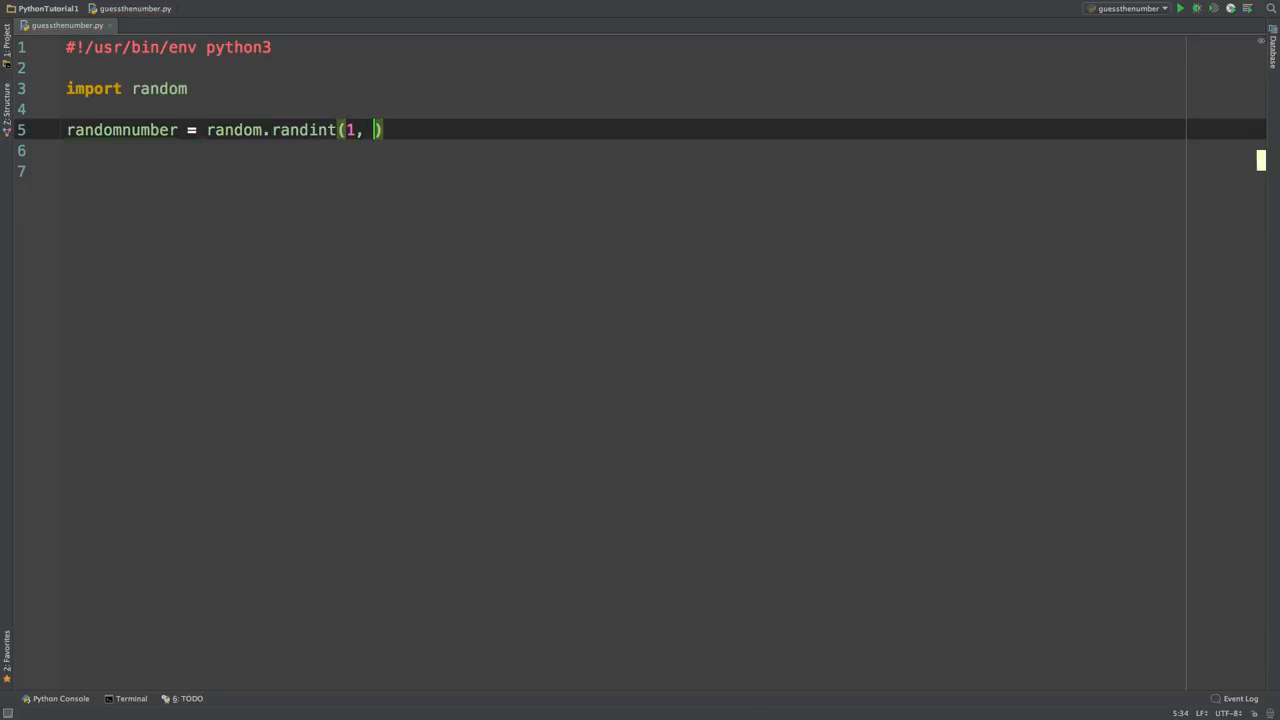 PythonTutorial1 guessthenumber.py guessthenumber
guessthenumber.py
1: Project
Z: Structure
2: Favorites
Database
1 #!/usr/bin/env python3
2
3 import random
4
5 randomnumber = random.randint(1, )
6
7
Python Console Terminal 6: TODO Event Log
5:34 LF UTF-8